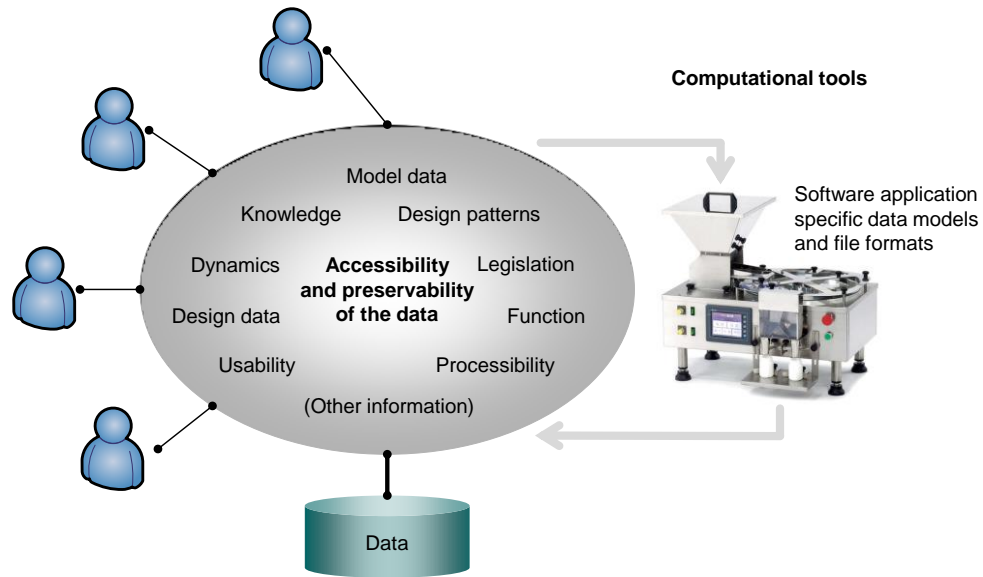 Computational tools
Model data
Knowledge
Design patterns
Software application
specific data models
and file formats
Dynamics
Accessibility
and preservability
of the data
Legislation
Design data
Function
Usability
Processibility
(Other information)
Data